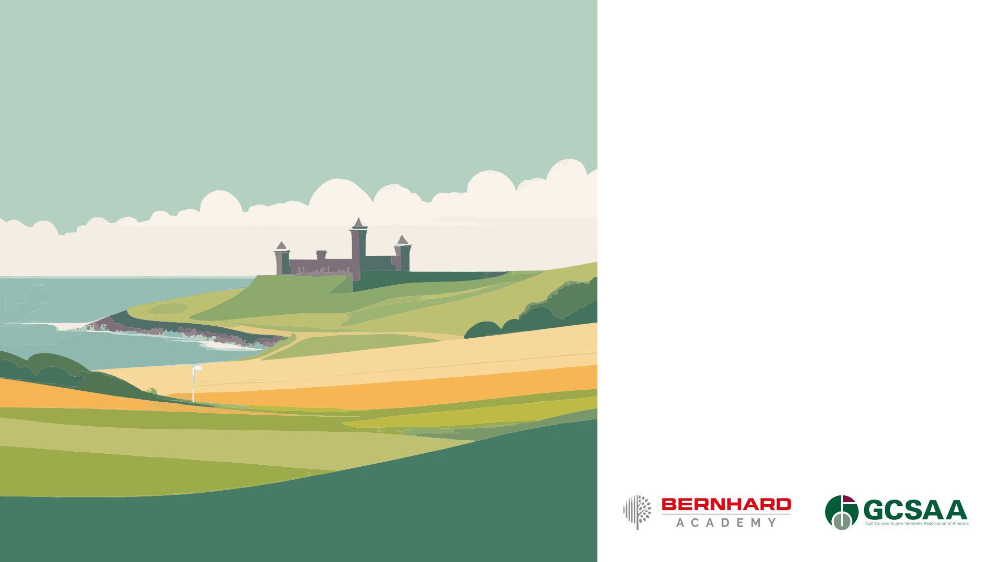 BERNHARD
ACADEMY
GCSAA
Golf Course Superintendents Association of America